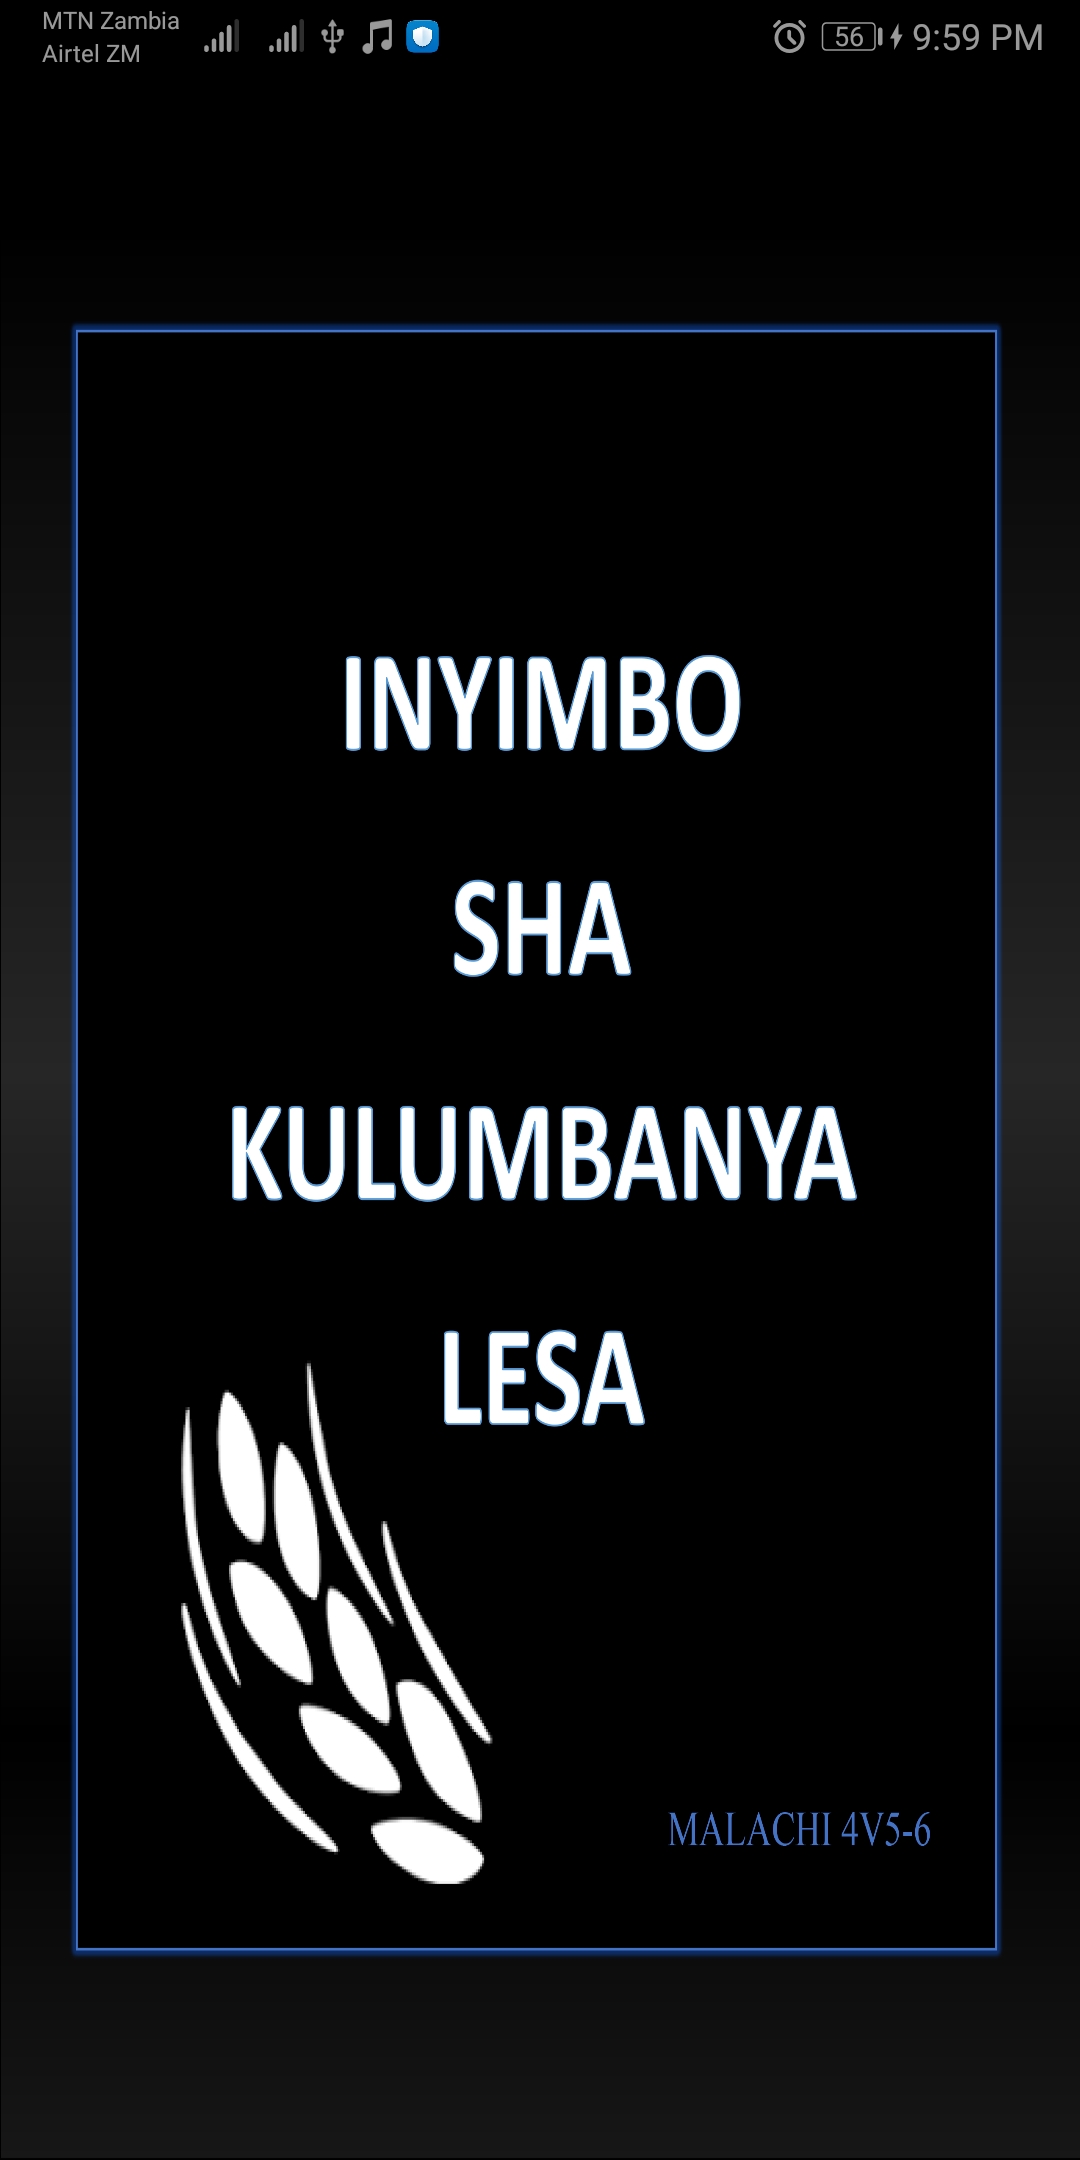 MTN Zambia
Airtel ZM
56
9:59 PM
INYIMBO
SHA
KULUMBANYA
LESA
MALACHI 4V5-6